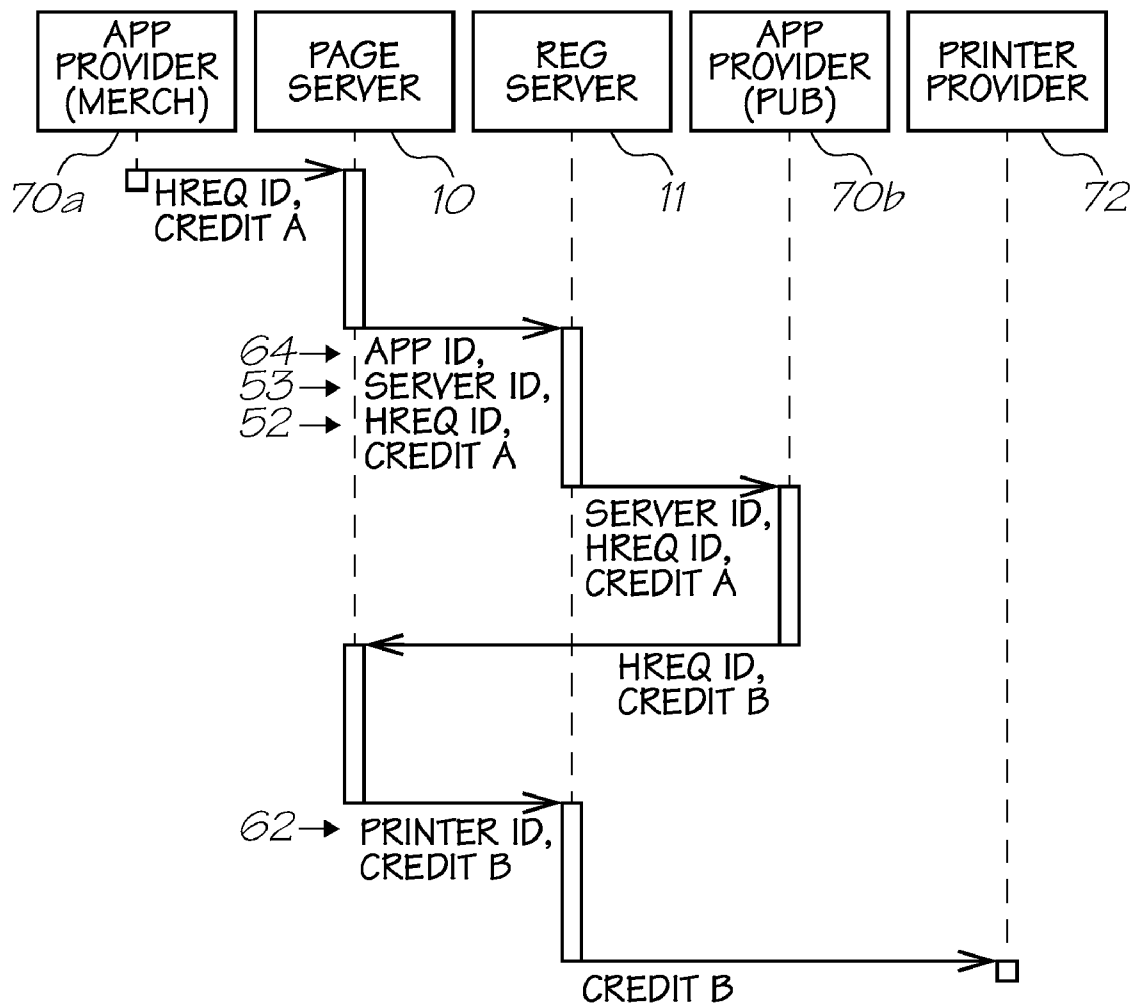 APP
PROVIDER
(MERCH)
PAGE
SERVER
REG
SERVER
APP
PROVIDER
(PUB)
PRINTER
PROVIDER
70a
10
11
70b
72
HREQ ID,
CREDIT A
64
APP ID,
53
SERVER ID,
52
HREQ ID,
CREDIT A
SERVER ID,
HREQ ID,
CREDIT A
HREQ ID,
CREDIT B
62
PRINTER ID,
CREDIT B
CREDIT B